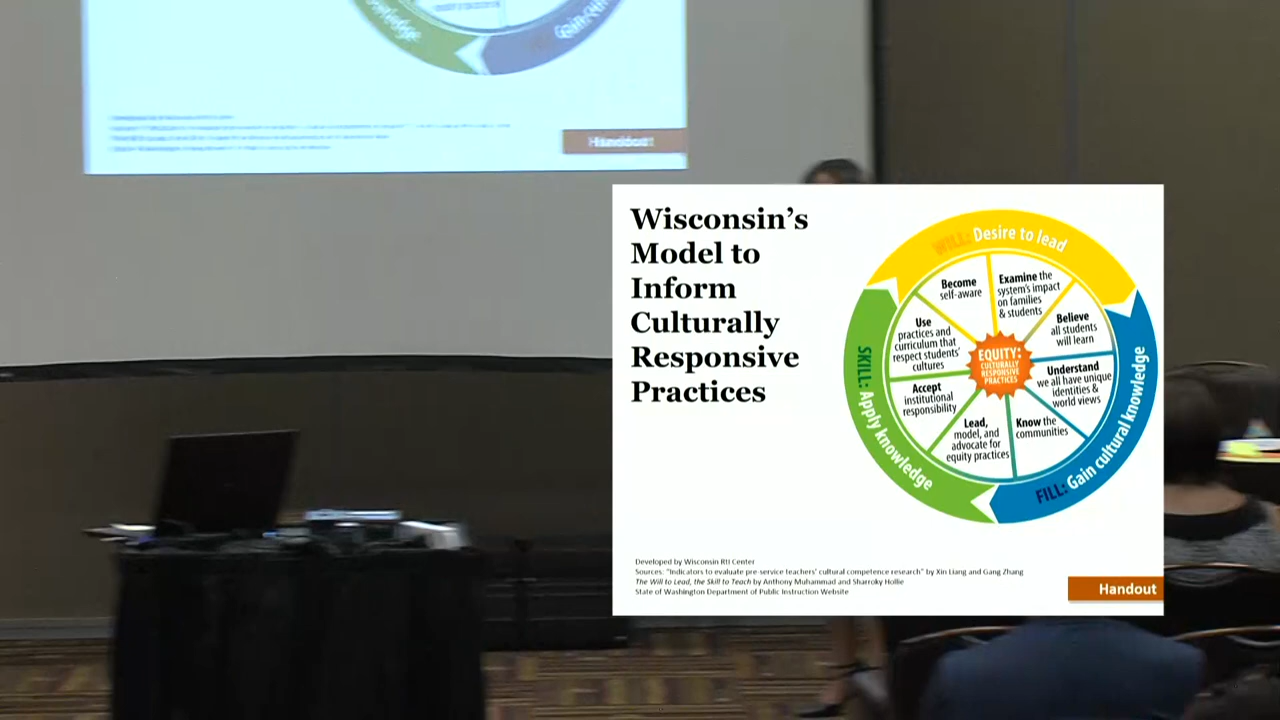 Handout
Wisconsin's
Model to
Inform
Culturally
Responsive
Practices
WILL: Desire to lead
Become
self-aware
Examine the
system's impact
on families
& students
Believe
all students
will learn
Understand
we all have unique
identities &
world views
Know the
communities
Lead,
model, and
advocate for
equity practices
Accept
institutional
responsibility
Use
practices and
curriculum that
respect students'
cultures
EQUITY:
CULTURALLY
RESPONSIVE
PRACTICES
FILL: Gain cultural knowledge
SKILL: Apply knowledge
Developed by Wisconsin RtI Center
Sources: "Indicators to evaluate pre-service teachers' cultural competence research" by Xin Liang and Gang Zhang
The Will to Lead, the Skill to Teach by Anthony Muhammad and Sharroky Hollie
State of Washington Department of Public Instruction Website
Handout